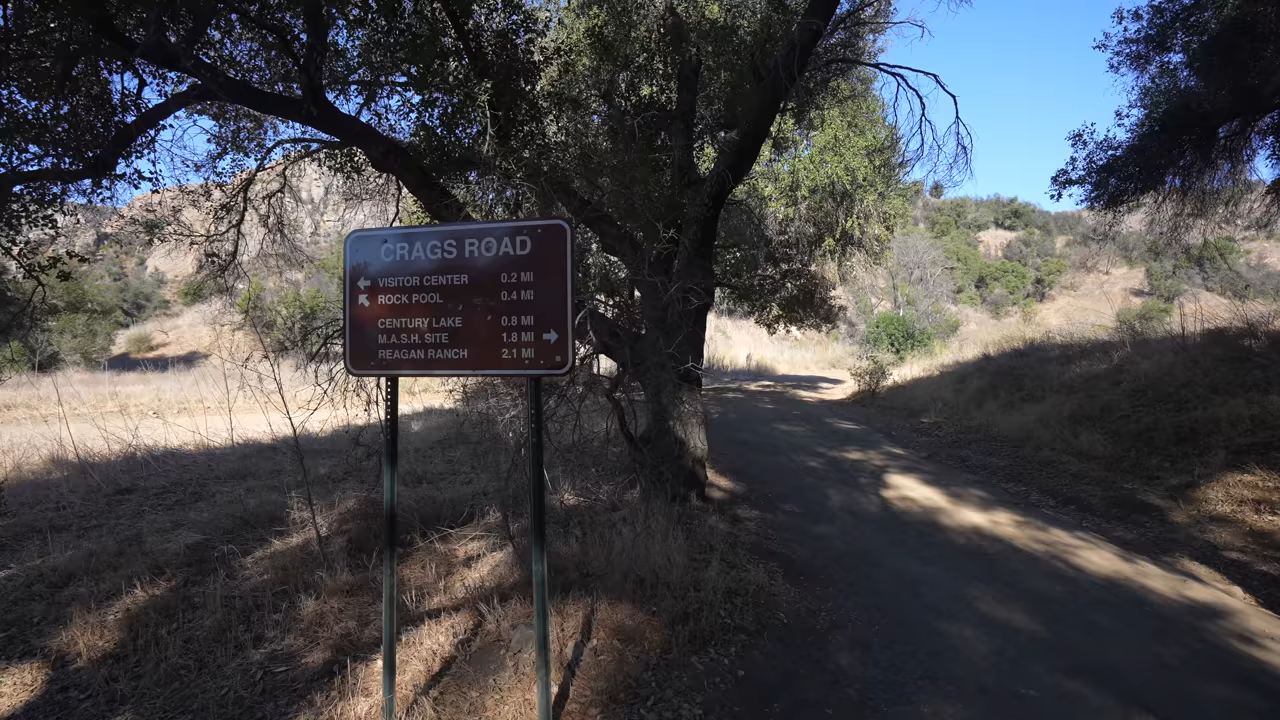 CRAGS ROAD
VISITOR CENTER 0.2 MI
ROCK POOL 0.4 MI
CENTURY LAKE 0.8 MI
M.A.S.H. SITE 1.8 MI
REAGAN RANCH 2.1 MI